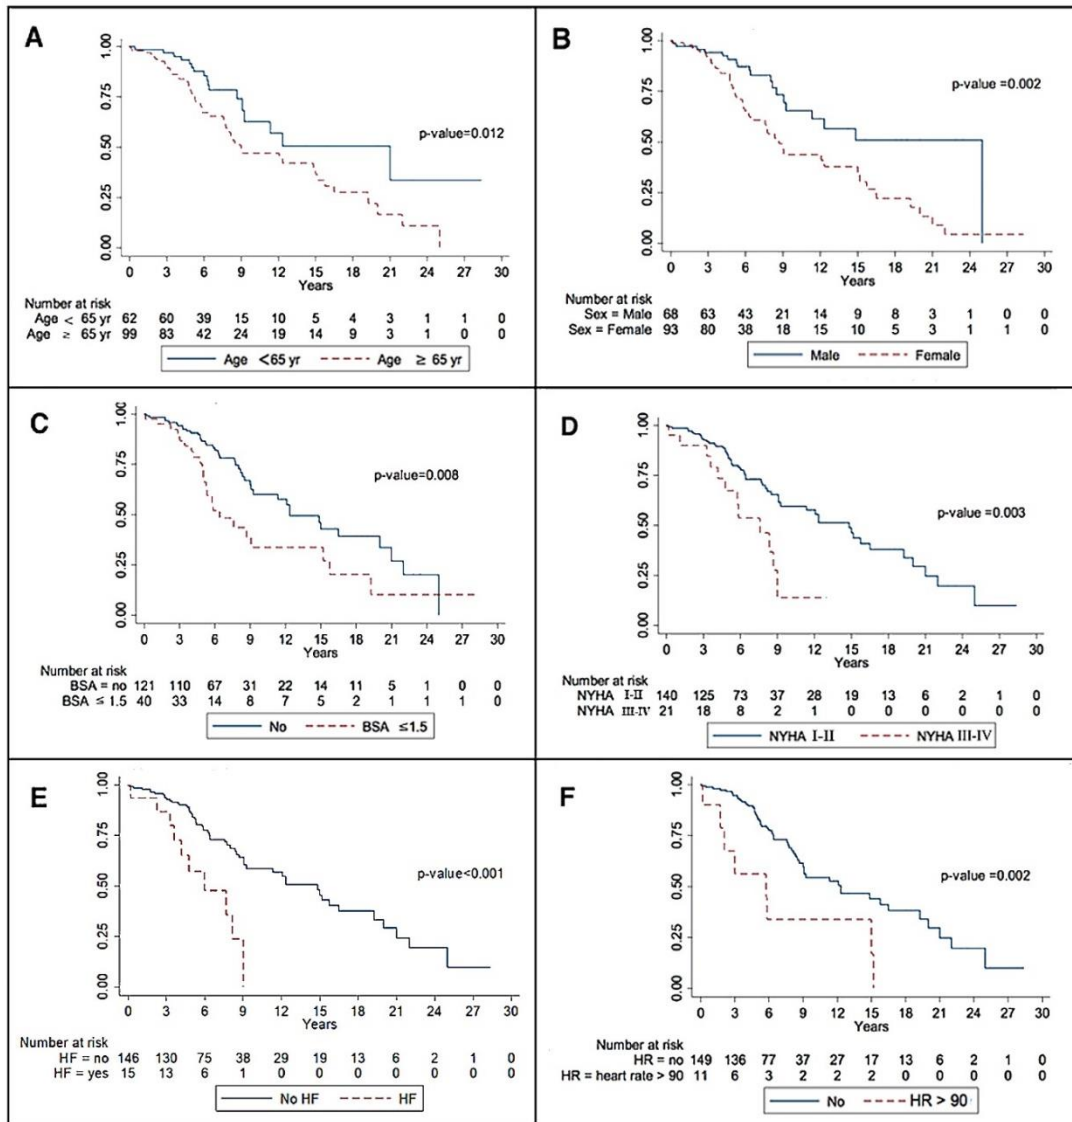 A
1.00
0.75
0.50
0.25
0.00
p-value=0.012
0 3 6 9 12 15 18 21 24 27 30
Years
Number at risk
Age < 65 yr 62 60 39 15 10 5 4 3 1 1 0
Age ≥ 65 yr 99 83 42 24 19 14 9 3 1 0 0
Age <65 yr Age ≥ 65 yr
B
1.00
0.75
0.50
0.25
0.00
p-value =0.002
0 3 6 9 12 15 18 21 24 27 30
Years
Number at risk
Sex = Male 68 63 43 21 14 9 8 3 1 0 0
Sex = Female 93 80 38 18 15 10 5 3 1 1 0
Male Female
C
1.00
0.75
0.50
0.25
0.00
p-value=0.008
0 3 6 9 12 15 18 21 24 27 30
Years
Number at risk
BSA = no 121 110 67 31 22 14 11 5 1 0 0
BSA ≤ 1.5 40 33 14 8 7 5 2 1 1 1 0
No BSA ≤1.5
D
1.00
0.75
0.50
0.25
0.00
p-value =0.003
0 3 6 9 12 15 18 21 24 27 30
Years
Number at risk
NYHA I-II 140 125 73 37 28 19 13 6 2 1 0
NYHA III-IV 21 18 8 2 1 0 0 0 0 0 0
NYHA I-II NYHA III-IV
E
1.00
0.75
0.50
0.25
0.00
p-value<0.001
0 3 6 9 12 15 18 21 24 27 30
Years
Number at risk
HF = no 146 130 75 38 29 19 13 6 2 1 0
HF = yes 15 13 6 1 0 0 0 0 0 0 0
No HF HF
F
1.00
0.75
0.50
0.25
0.00
p-value =0.002
0 3 6 9 12 15 18 21 24 27 30
Years
Number at risk
HR = no 149 136 77 37 27 17 13 6 2 1 0
HR = heart rate > 90 11 6 3 2 2 2 0 0 0 0 0
No HR > 90